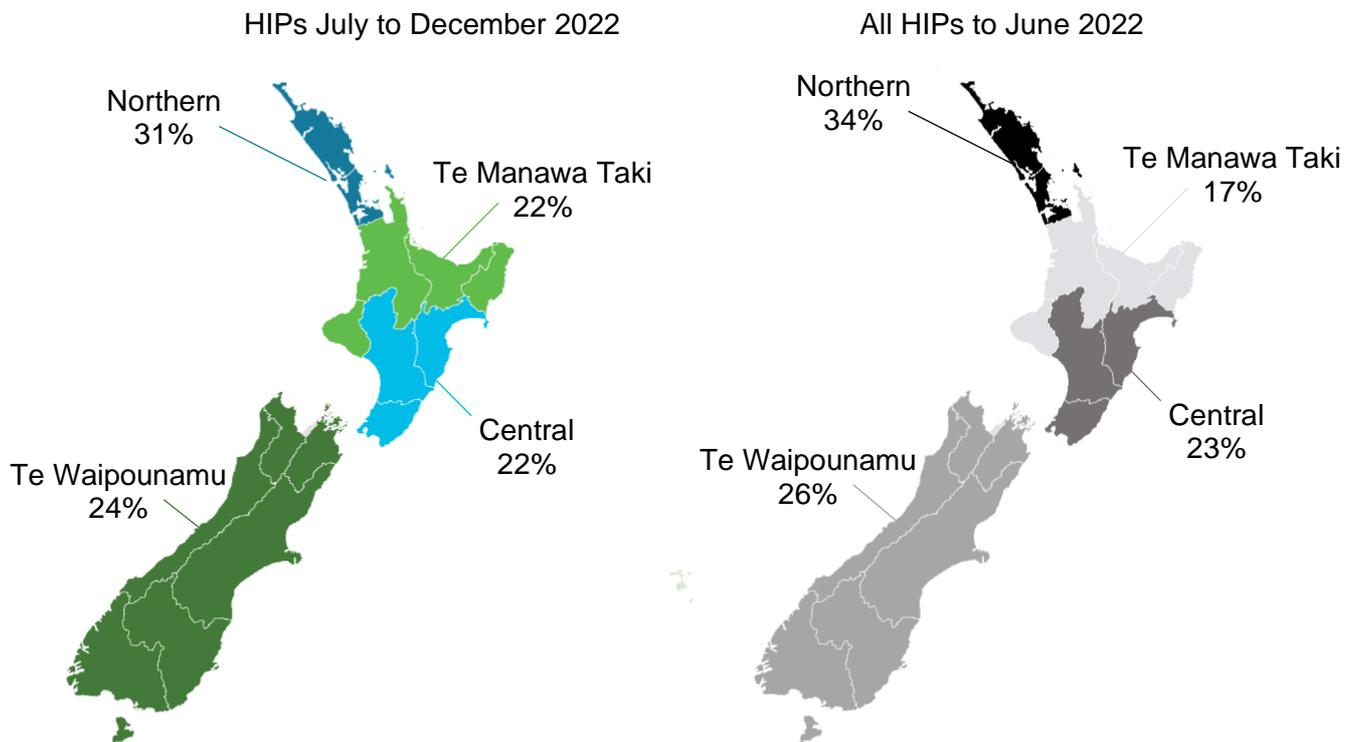 HIPs July to December 2022
Northern
31%
Te Manawa Taki
22%
Central
22%
Te Waipounamu
24%
All HIPs to June 2022
Northern
34%
Te Manawa Taki
17%
Central
23%
Te Waipounamu
26%